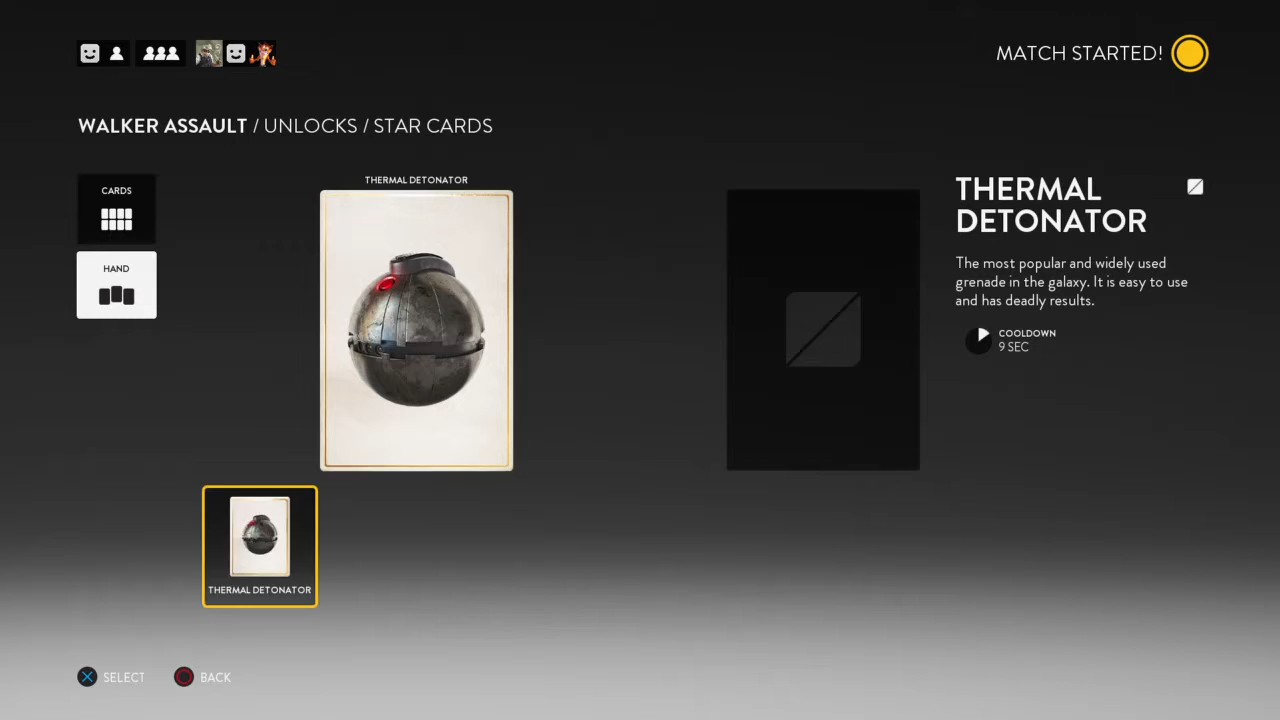 MATCH STARTED!
WALKER ASSAULT / UNLOCKS / STAR CARDS
CARDS
HAND
THERMAL DETONATOR
THERMAL
DETONATOR
The most popular and widely used
grenade in the galaxy. It is easy to use
and has deadly results.
COOLDOWN
9 SEC
THERMAL DETONATOR
SELECT
BACK